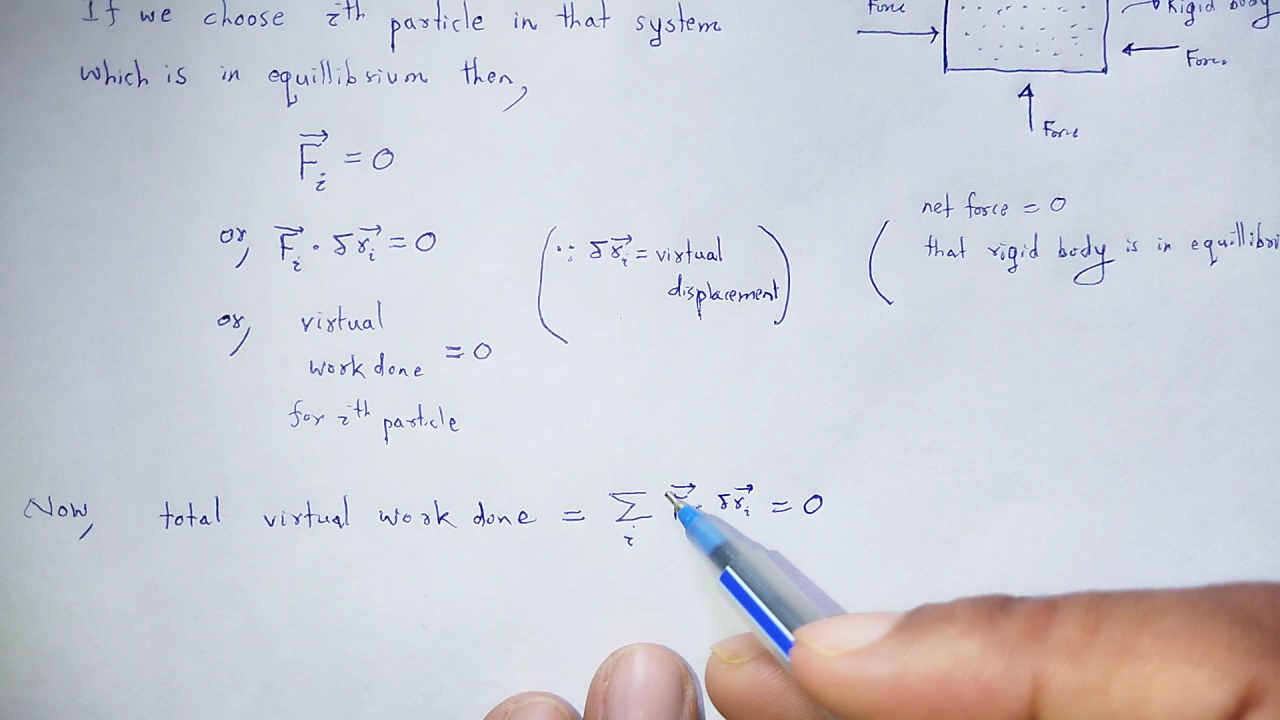 If we choose ith particle in that system
which is in equillibrium then,
F⃗i = 0
or, F⃗i · δr⃗i = 0
or, virtual
work done = 0
for ith particle
(∵ δr⃗i = virtual
displacement)
Force
Rigid body
Force
Force
net force = 0
(that rigid body is in equillibri
Now, total virtual work done = Σi F⃗i · δr⃗i = 0